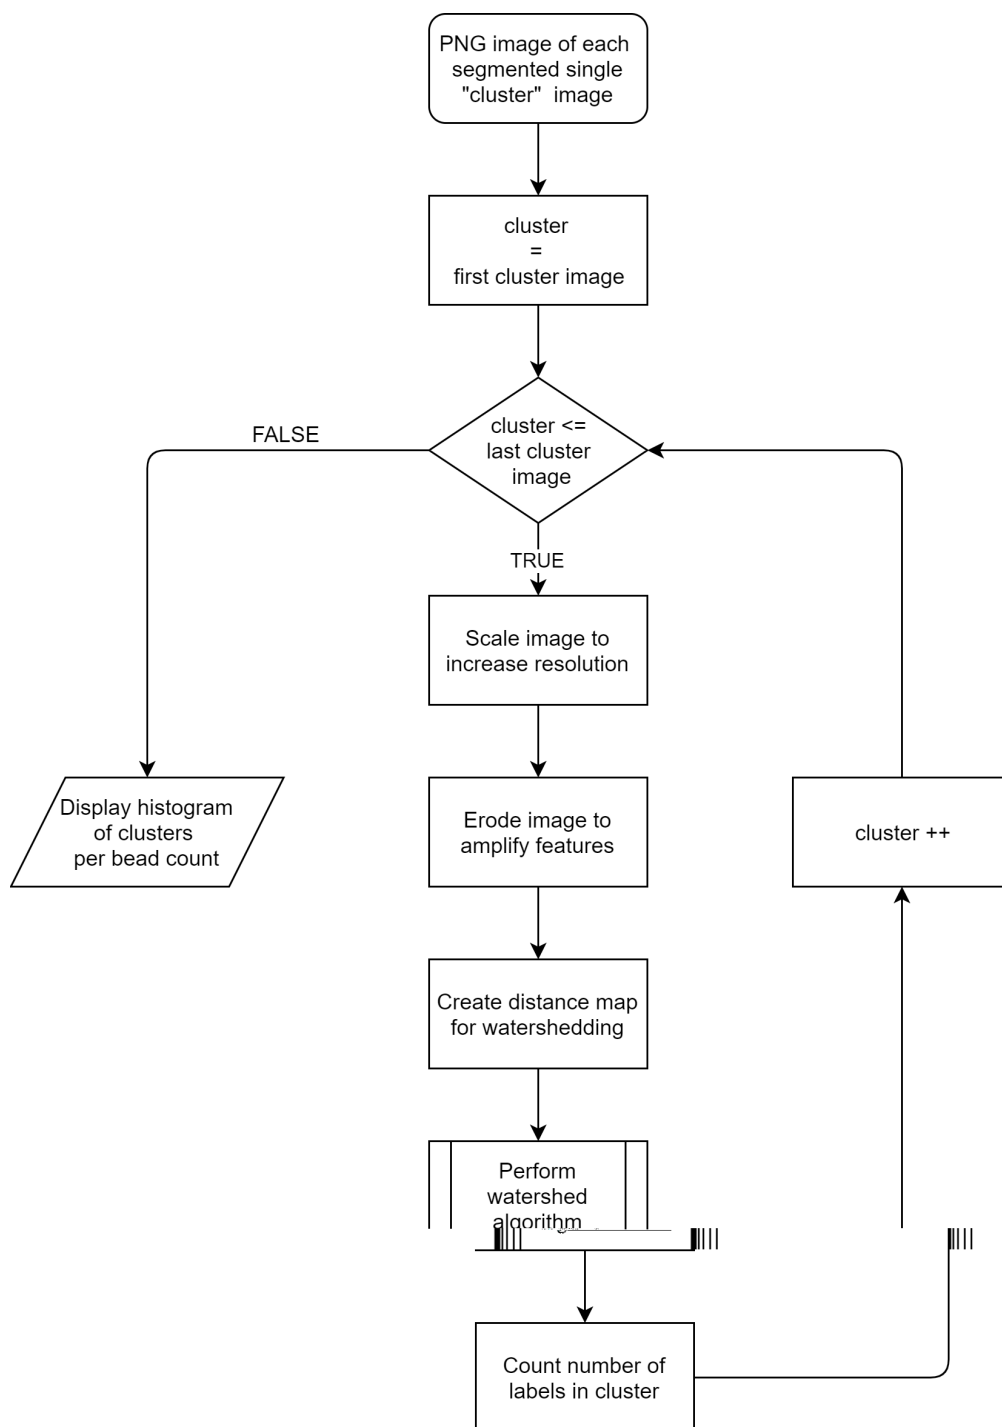 PNG image of each
segmented single
"cluster" image
cluster
=
first cluster image
cluster <=
last cluster
image
FALSE
TRUE
Scale image to
increase resolution
Display histogram
of clusters
per bead count
Erode image to
amplify features
cluster ++
Create distance map
for watershedding
Perform
watershed
algorithm
Count number of
labels in cluster